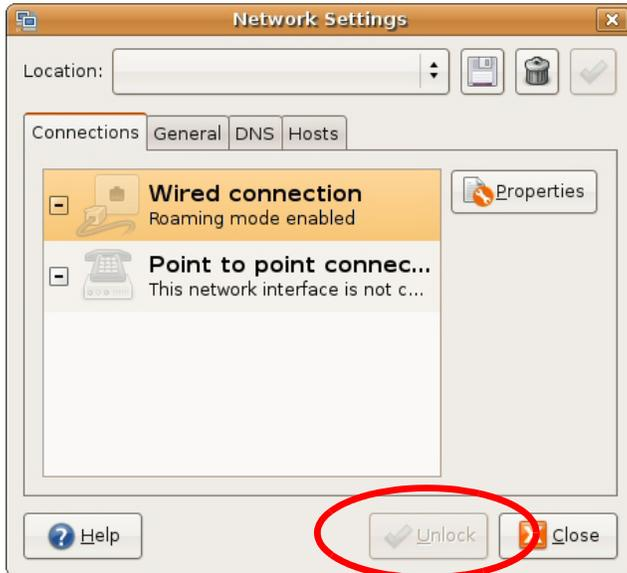 Network Settings
Location:
Connections General DNS Hosts
Wired connection
Roaming mode enabled
Properties
Point to point connec...
This network interface is not c...
Help Unlock Close